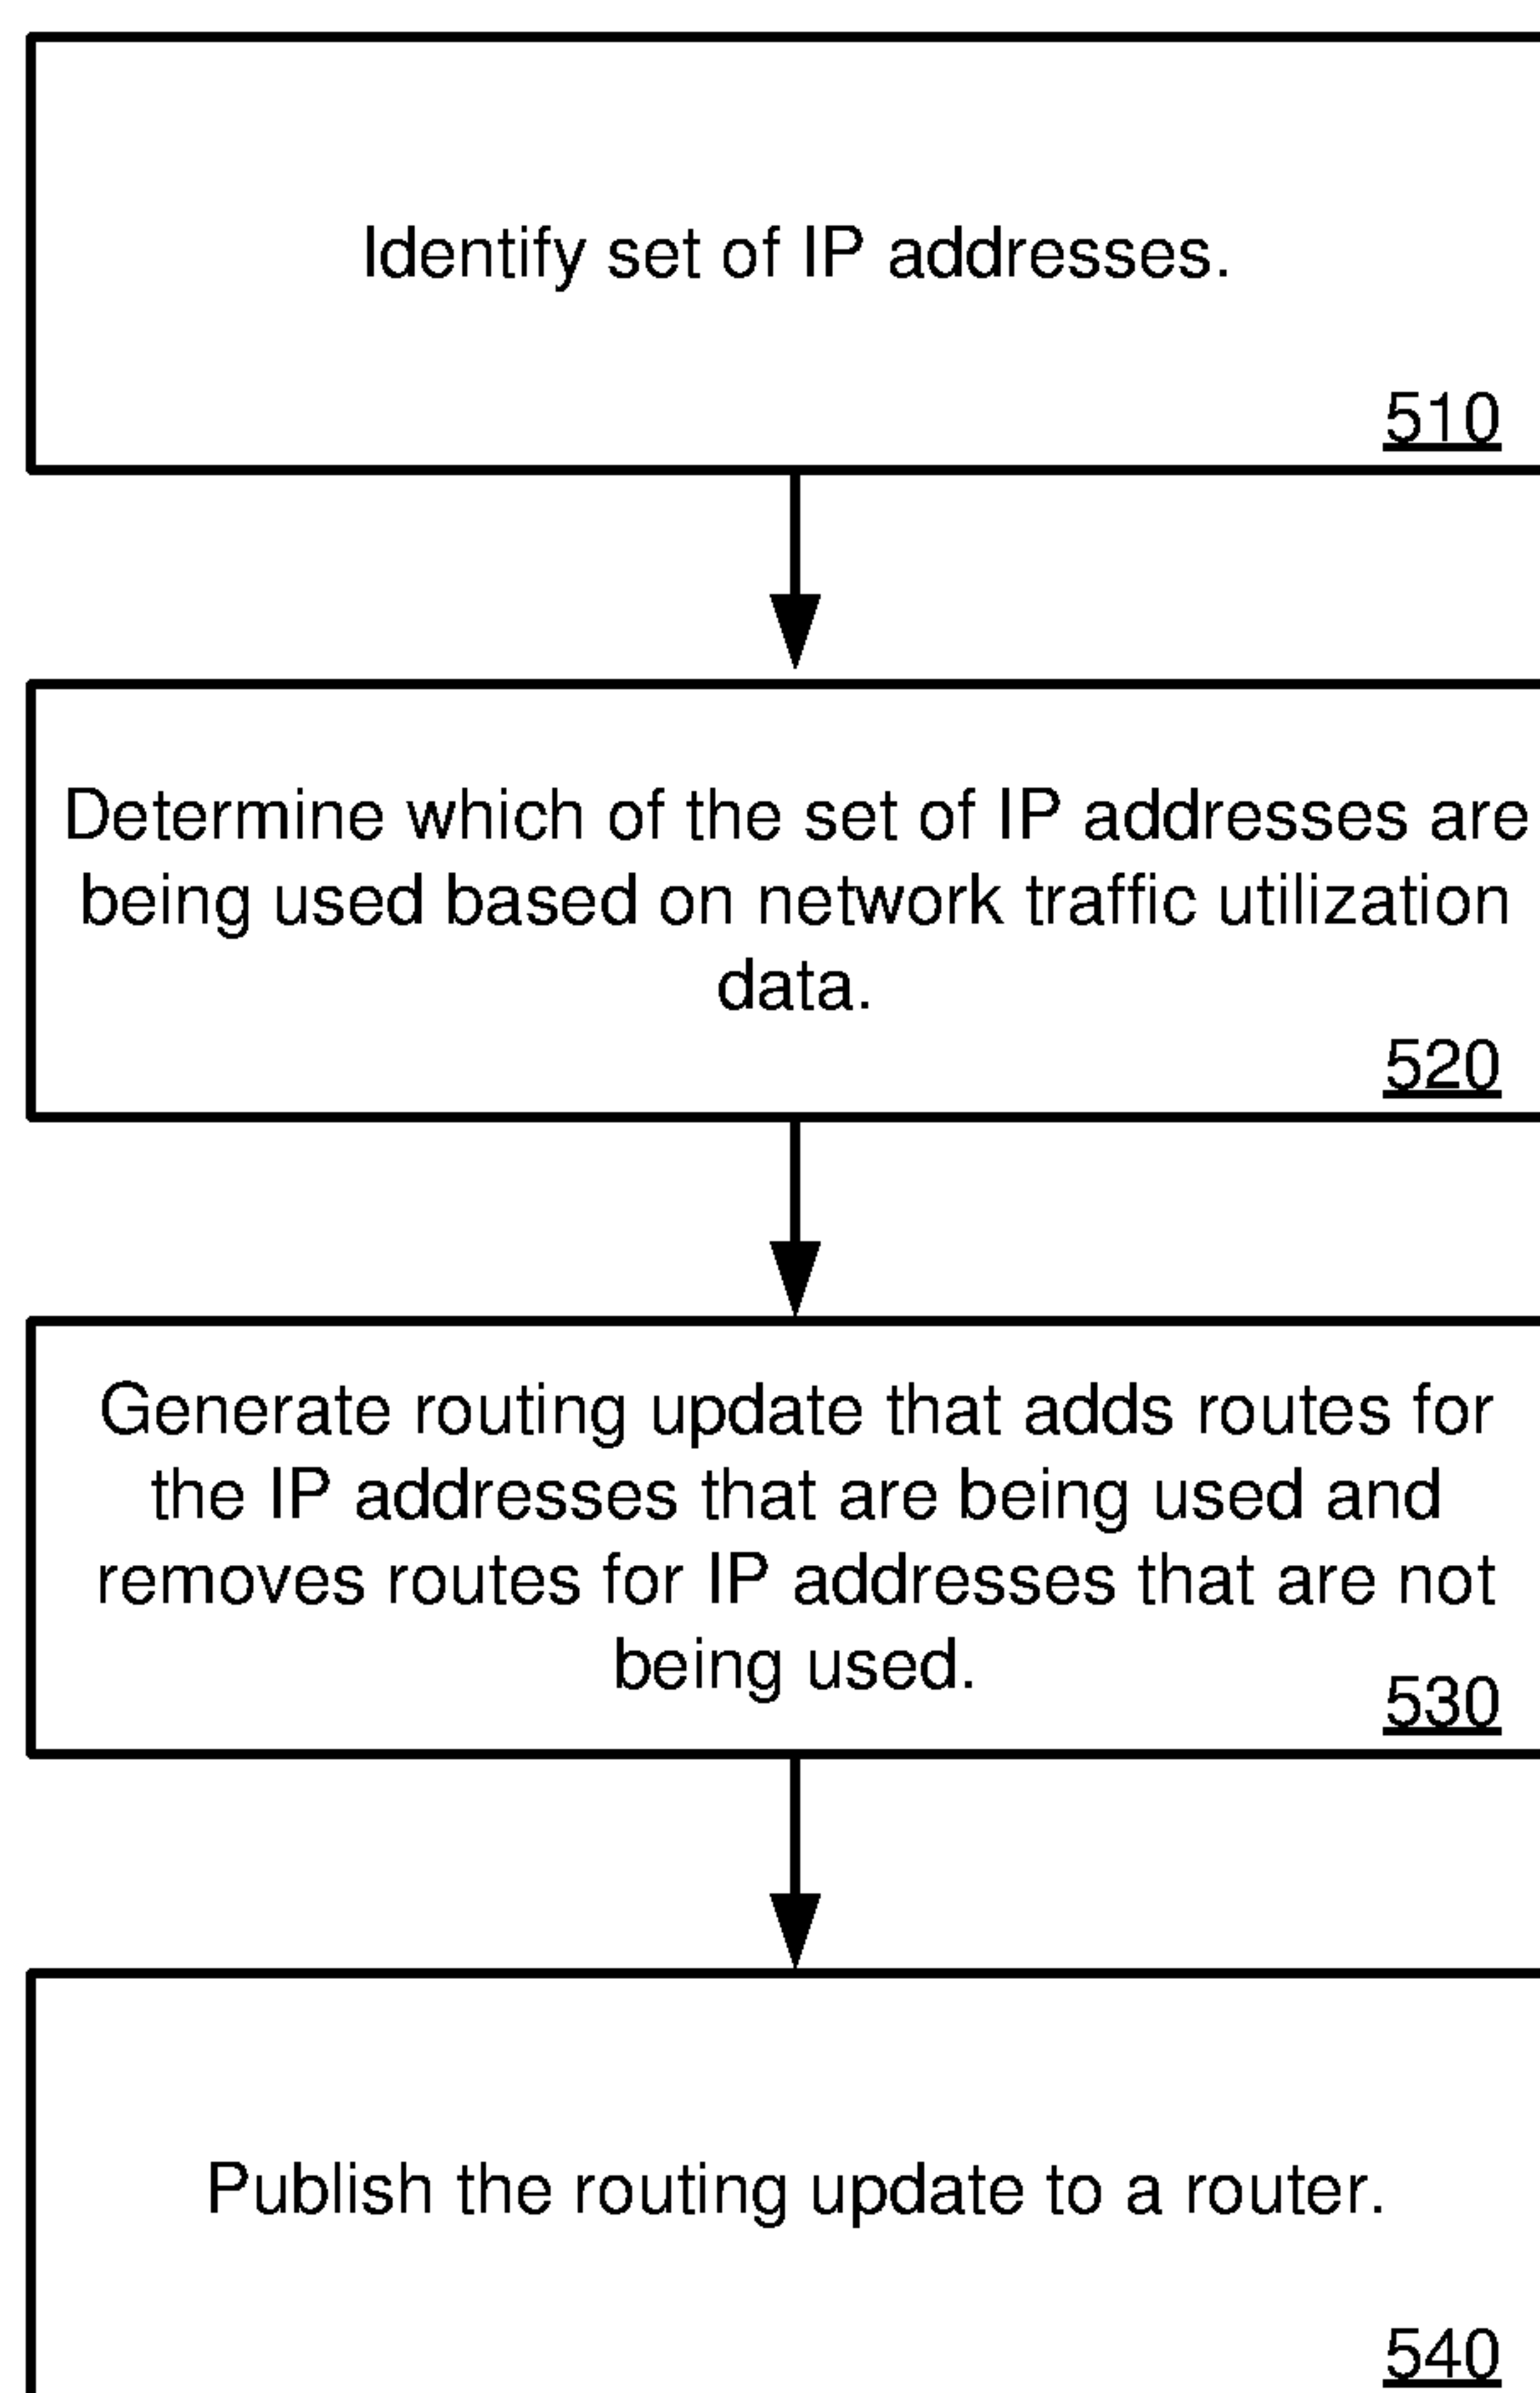 Identify set of IP addresses.
510
Determine which of the set of IP addresses are
being used based on network traffic utilization
data.
520
Generate routing update that adds routes for
the IP addresses that are being used and
removes routes for IP addresses that are not
being used.
530
Publish the routing update to a router.
540